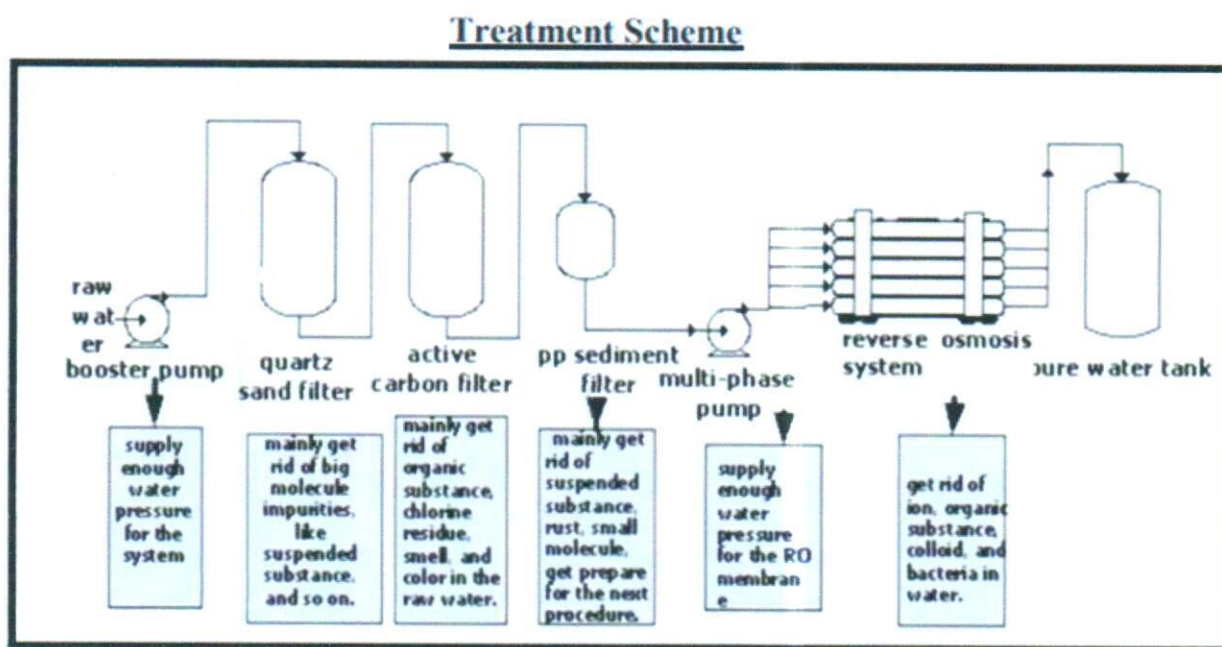 Treatment Scheme
raw
wat
er
booster pump
quartz
sand filter
active
carbon filter
pp sediment
filter
multi-phase
pump
reverse osmosis
system
pure water tank
supply
enough
water
pressure
for the
system
mainly get
rid of big
molecule
impurities,
like
suspended
substance,
and so on.
mainly get
rid of
organic
substance,
chlorine
residue,
smell, and
color in the
raw water.
mainly get
rid of
suspended
substance,
rust, small
molecule,
get prepare
for the next
procedure.
supply
enough
water
pressure
for the RO
membran
e
get rid of
ion, organic
substance,
colloid, and
bacteria in
water.